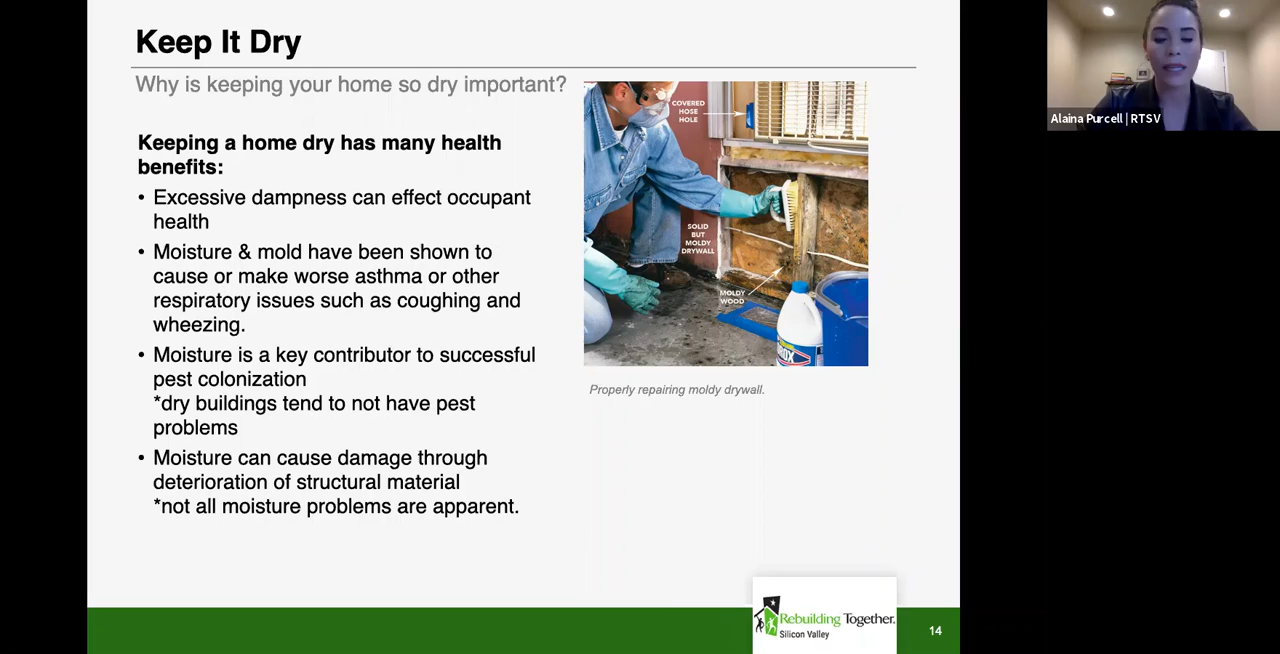 Keep It Dry
Why is keeping your home so dry important?
Keeping a home dry has many health
benefits:
• Excessive dampness can effect occupant
health
• Moisture & mold have been shown to
cause or make worse asthma or other
respiratory issues such as coughing and
wheezing.
• Moisture is a key contributor to successful
pest colonization
*dry buildings tend to not have pest
problems
• Moisture can cause damage through
deterioration of structural material
*not all moisture problems are apparent.
COVERED
HOSE
HOLE
SOLID
BUT
MOLDY
DRYWALL
MOLDY
WOOD
Properly repairing moldy drywall.
Rebuilding Together.
Silicon Valley
14
Alaina Purcell | RTSV